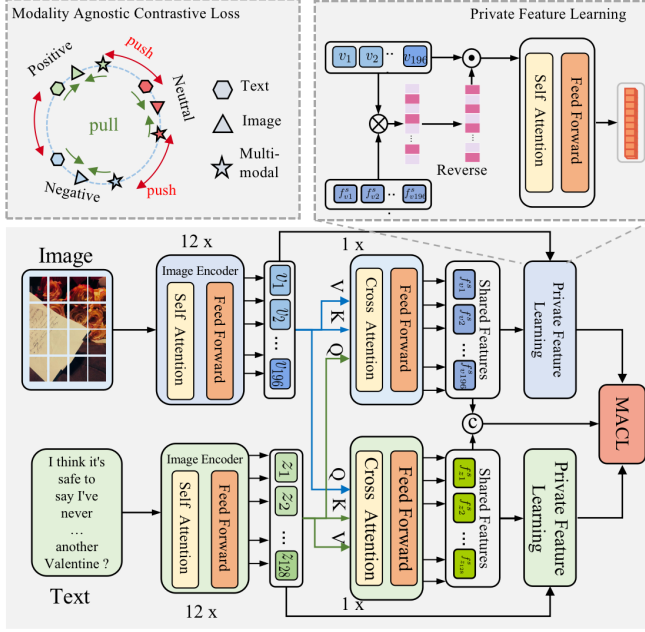 Modality Agnostic Contrastive Loss
push
Positive
Neutral
Negative
pull
push
Text
Image
Multi-
modal
Private Feature Learning
v1 v2 ·· v196
Reverse
f^s_v1 f^s_v2 ·· f^s_v196
Self Attention
Feed Forward
Image
12 x
Image Encoder
Self Attention
Feed Forward
v1
v2
...
v196
1 x
V
K
Q
Cross Attention
Feed Forward
f^s_v1
f^s_v2
...
f^s_v196
Shared Features
Private Feature
Learning
C
MACL
I think it's
safe to
say I've
never
...
another
Valentine ?
Text
Image Encoder
Self Attention
Feed Forward
12 x
z1
z2
...
z128
Q
K
V
Cross Attention
Feed Forward
1 x
f^s_z1
f^s_z2
...
f^s_z128
Shared Features
Private Feature
Learning